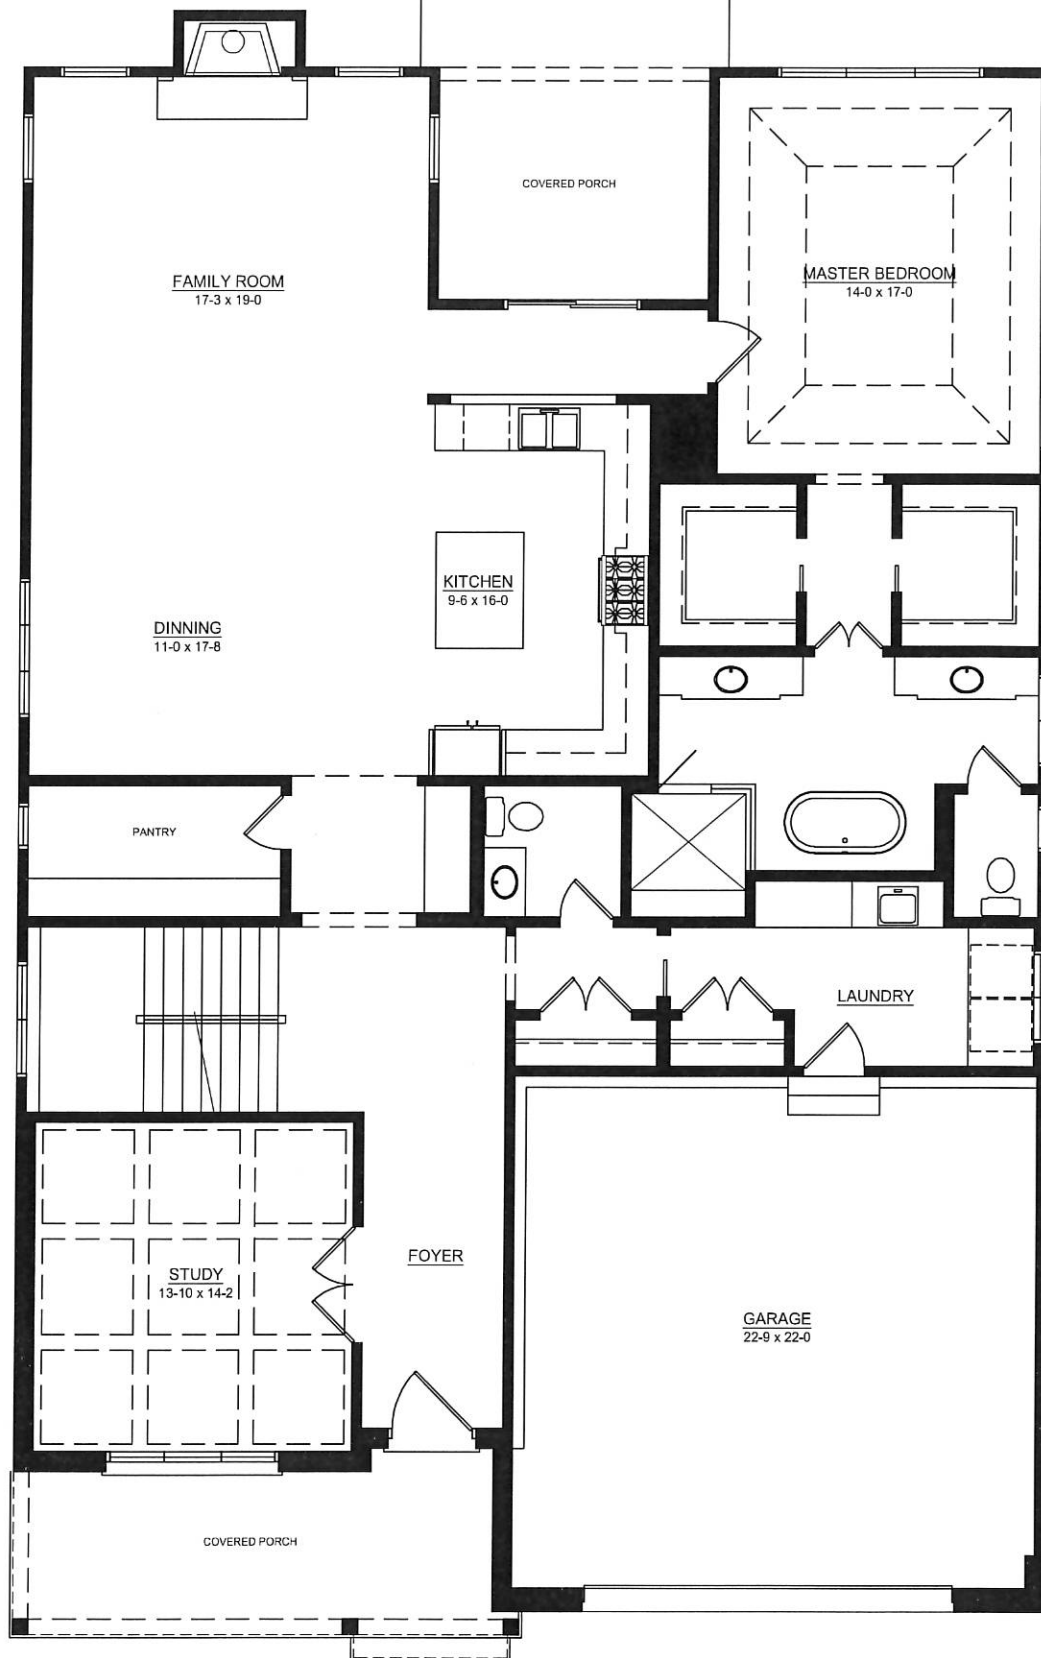 COVERED PORCH
FAMILY ROOM
17-3 x 19-0
MASTER BEDROOM
14-0 x 17-0
KITCHEN
9-6 x 16-0
DINNING
11-0 x 17-8
PANTRY
LAUNDRY
FOYER
STUDY
13-10 x 14-2
GARAGE
22-9 x 22-0
COVERED PORCH